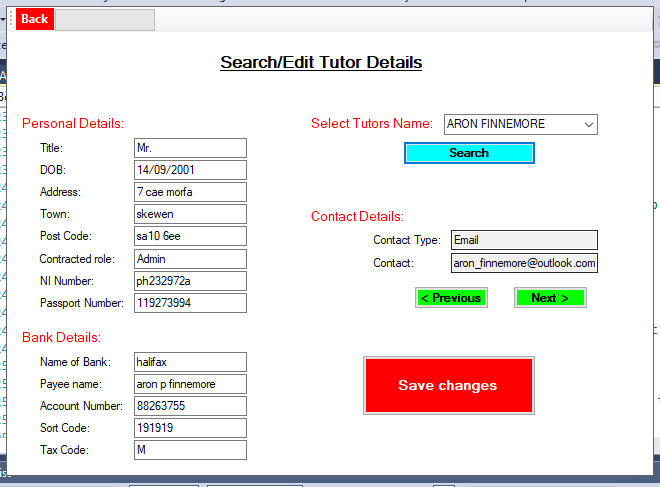 Back
Search/Edit Tutor Details
Personal Details:
Title: Mr.
DOB: 14/09/2001
Address: 7 cae morfa
Town: skewen
Post Code: sa10 6ee
Contracted role: Admin
NI Number: ph232972a
Passport Number: 119273994
Bank Details:
Name of Bank: halifax
Payee name: aron p finnemore
Account Number: 88263755
Sort Code: 191919
Tax Code: M
Select Tutors Name: ARON FINNEMORE
Search
Contact Details:
Contact Type: Email
Contact: aron_finnemore@outlook.com
< Previous Next >
Save changes